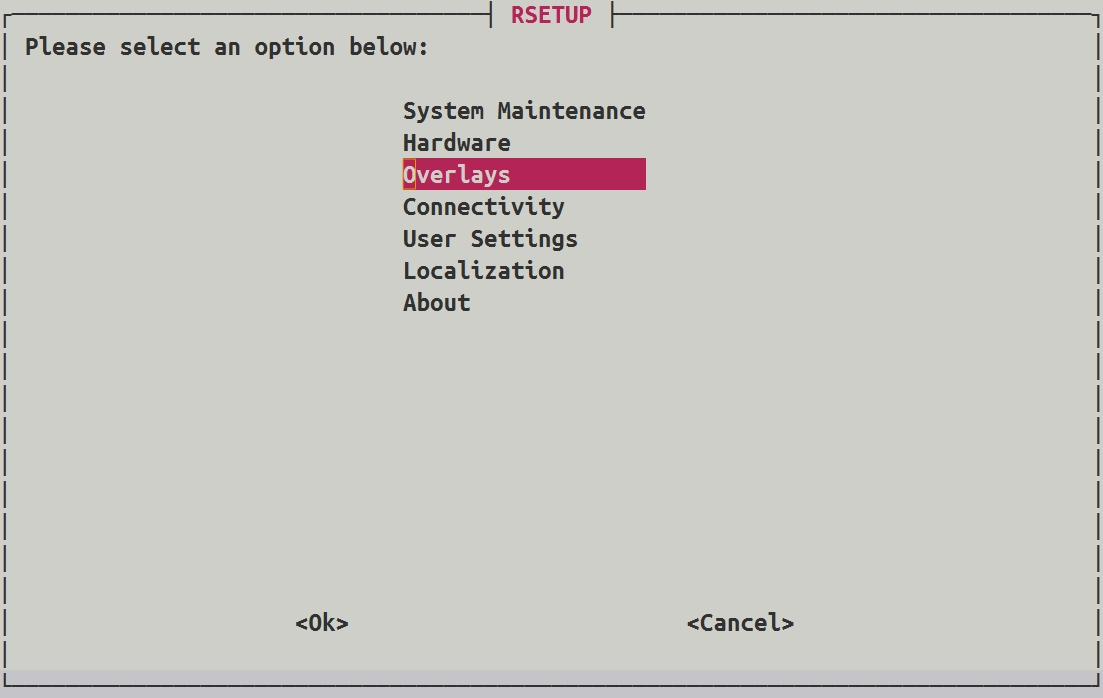 RSETUP
Please select an option below:
System Maintenance
Hardware
Overlays
Connectivity
User Settings
Localization
About
<Ok> <Cancel>